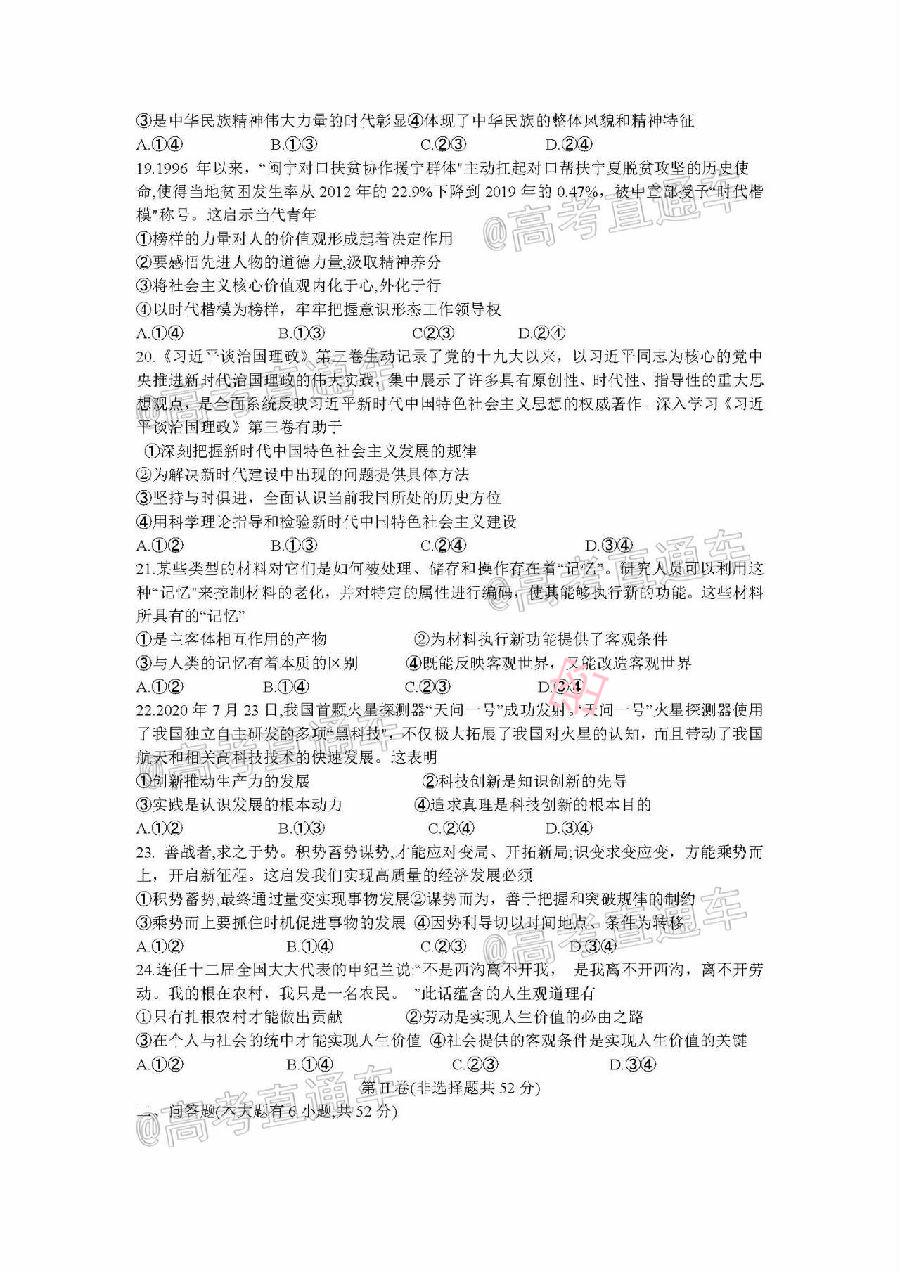 ③是中华民族精神伟大力量的时代彰显④体现了中华民族的整体风貌和精神特征
A.①④ B.①③ C.②③ D.②④
19.1996 年以来，“闽宁对口扶贫协作援宁群体”主动扛起对口帮扶宁夏脱贫攻坚的历史使
命,使得当地贫困发生率从 2012 年的 22.9%下降到 2019 年的 0.47%，被中宣部授予“时代楷
模”称号。这启示当代青年
①榜样的力量对人的价值观形成起着决定作用
②要感悟先进人物的道德力量,汲取精神养分
③将社会主义核心价值观内化于心,外化于行
④以时代楷模为榜样，牢牢把握意识形态工作领导权
A.①④ B.①③ C②③ D.②④
20.《习近平谈治国理政》第三卷生动记录了党的十九大以来，以习近平同志为核心的党中
央推进新时代治国理政的伟大实践，集中展示了许多具有原创性、时代性、指导性的重大思
想观点，是全面系统反映习近平新时代中国特色社会主义思想的权威著作。深入学习《习近
平谈治国理政》第三卷有助于
①深刻把握新时代中国特色社会主义发展的规律
②为解决新时代建设中出现的问题提供具体方法
③坚持与时俱进，全面认识当前我国所处的历史方位
④用科学理论指导和检验新时代中国特色社会主义建设
A.①② B.①③ C.②④ D.③④
21.某些类型的材料对它们是如何被处理、储存和操作存在着“记忆”。研究人员可以利用这
种“记忆”来控制材料的老化，并对特定的属性进行编码，使其能够执行新的功能。这些材料
所具有的“记忆”
①是主客体相互作用的产物 ②为材料执行新功能提供了客观条件
③与人类的记忆有着本质的区别 ④既能反映客观世界，又能改造客观世界
A.①② B.①④ C.②③ D.③④
22.2020 年 7 月 23 日,我国首颗火星探测器“天问一号”成功发射。“天问一号”火星探测器使用
了我国独立自主研发的多项“黑科技”，不仅极人拓展了我国对火星的认知，而且带动了我国
航天和相关高科技技术的快速发展。这表明
①创新推动生产力的发展 ②科技创新是知识创新的先导
③实践是认识发展的根本动力 ④追求真理是科技创新的根本目的
A.①② B.①③ C.②④ D.③④
23. 善战者,求之于势。积势蓄势谋势,才能应对变局、开拓新局;识变求变应变，方能乘势而
上，开启新征程。这启发我们实现高质量的经济发展必须
①积势蓄势,最终通过量变实现事物发展②谋势而为，善于把握和突破规律的制约
③乘势而上要抓住时机促进事物的发展 ④因势利导切以时间地点、条件为转移
A.①② B.①④ C.②③ D.③④
24.连任十二届全国大大代表的申纪兰说:“不是西沟离不开我， 是我离不开西沟，离不开劳
动。我的根在农村，我只是一名农民。 ”此话蕴含的人生观道理有
①只有扎根农村才能做出贡献 ②劳动是实现人生价值的必由之路
③在个人与社会的统中才能实现人生价值 ④社会提供的客观条件是实现人生价值的关键
A.①② B.①④ C.②③ D.③④
第 II 卷(非选择题共 52 分)
二、问答题(本大题有 6 小题,共 52 分)
@高考直通车
@高考直通车
@高考直通车
@高考直通车
@高考直通车
@高考直通车